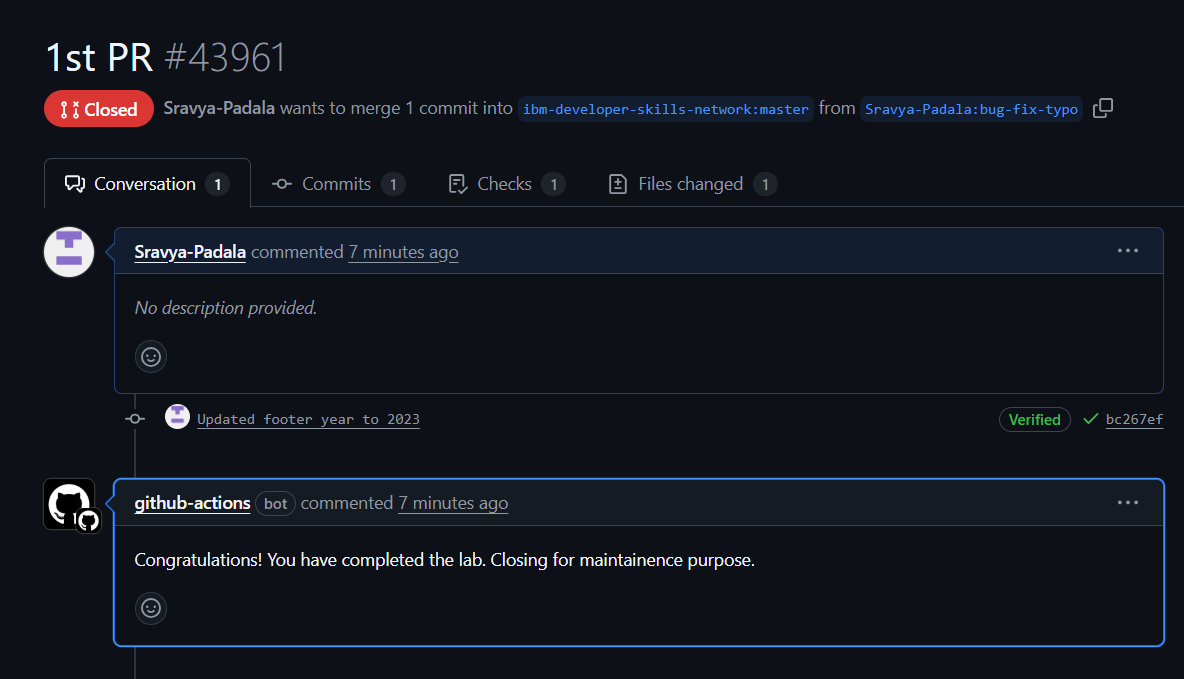 1st PR #43961
Closed Sravya-Padala wants to merge 1 commit into ibm-developer-skills-network:master from Sravya-Padala:bug-fix-typo
Conversation 1 Commits 1 Checks 1 Files changed 1
Sravya-Padala commented 7 minutes ago
No description provided.
Updated footer year to 2023 Verified bc267ef
github-actions bot commented 7 minutes ago
Congratulations! You have completed the lab. Closing for maintainence purpose.